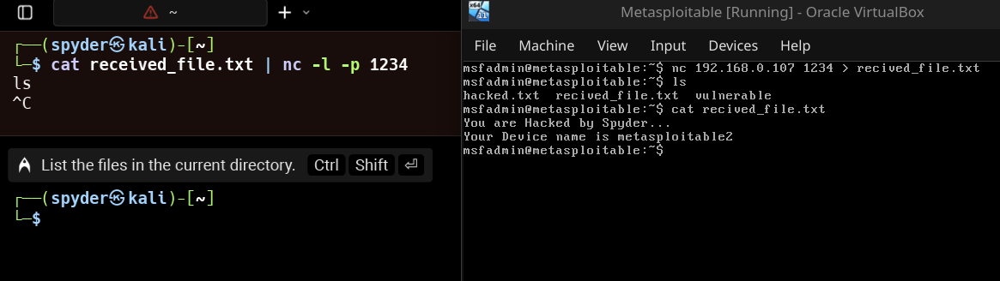 ~
┌──(spyder㉿kali)-[~]
└─$ cat received_file.txt | nc -l -p 1234
ls
^C
List the files in the current directory. Ctrl Shift ⏎
┌──(spyder㉿kali)-[~]
└─$
x64
11
Metasploitable [Running] - Oracle VirtualBox
File Machine View Input Devices Help
msfadmin@metasploitable:~$ nc 192.168.0.107 1234 > recived_file.txt
msfadmin@metasploitable:~$ ls
hacked.txt recived_file.txt vulnerable
msfadmin@metasploitable:~$ cat recived_file.txt
You are Hacked by Spyder...
Your Device name is metasploitable2
msfadmin@metasploitable:~$